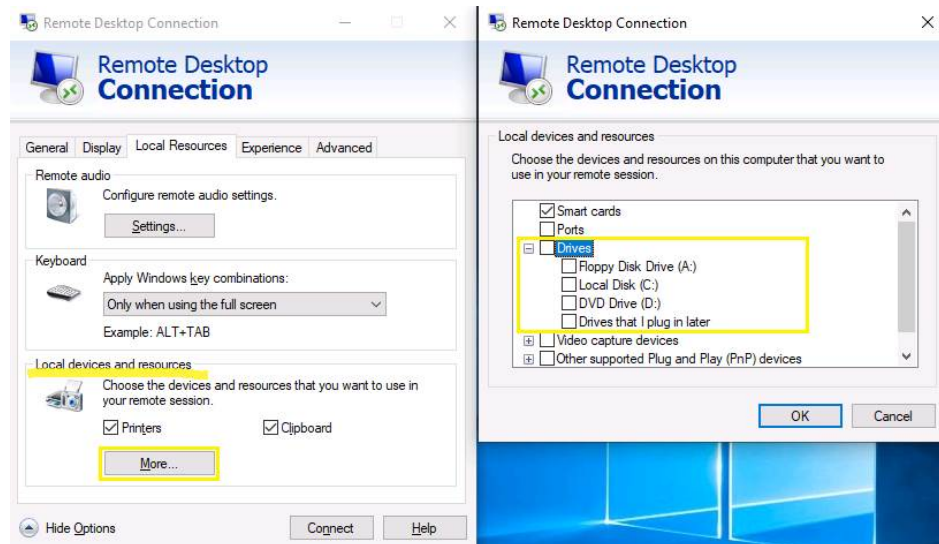 Remote Desktop Connection
Remote Desktop
Connection
General Display Local Resources Experience Advanced
Remote audio
Configure remote audio settings.
Settings...
Keyboard
Apply Windows key combinations:
Only when using the full screen
Example: ALT+TAB
Local devices and resources
Choose the devices and resources that you want to use in
your remote session.
Printers Clipboard
More...
Hide Options Connect Help
Remote Desktop Connection
Remote Desktop
Connection
Local devices and resources
Choose the devices and resources on this computer that you want to
use in your remote session.
Smart cards
Ports
Drives
Floppy Disk Drive (A:)
Local Disk (C:)
DVD Drive (D:)
Drives that I plug in later
Video capture devices
Other supported Plug and Play (PnP) devices
OK Cancel